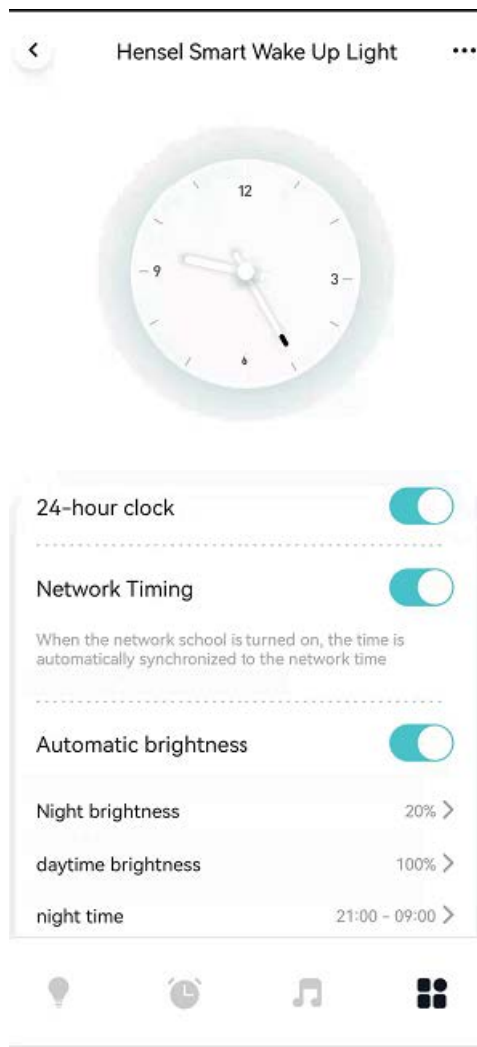 Hensel Smart Wake Up Light
12
9
3
6
24-hour clock
Network Timing
When the network school is turned on, the time is
automatically synchronized to the network time
Automatic brightness
Night brightness 20%
daytime brightness 100%
night time 21:00 - 09:00